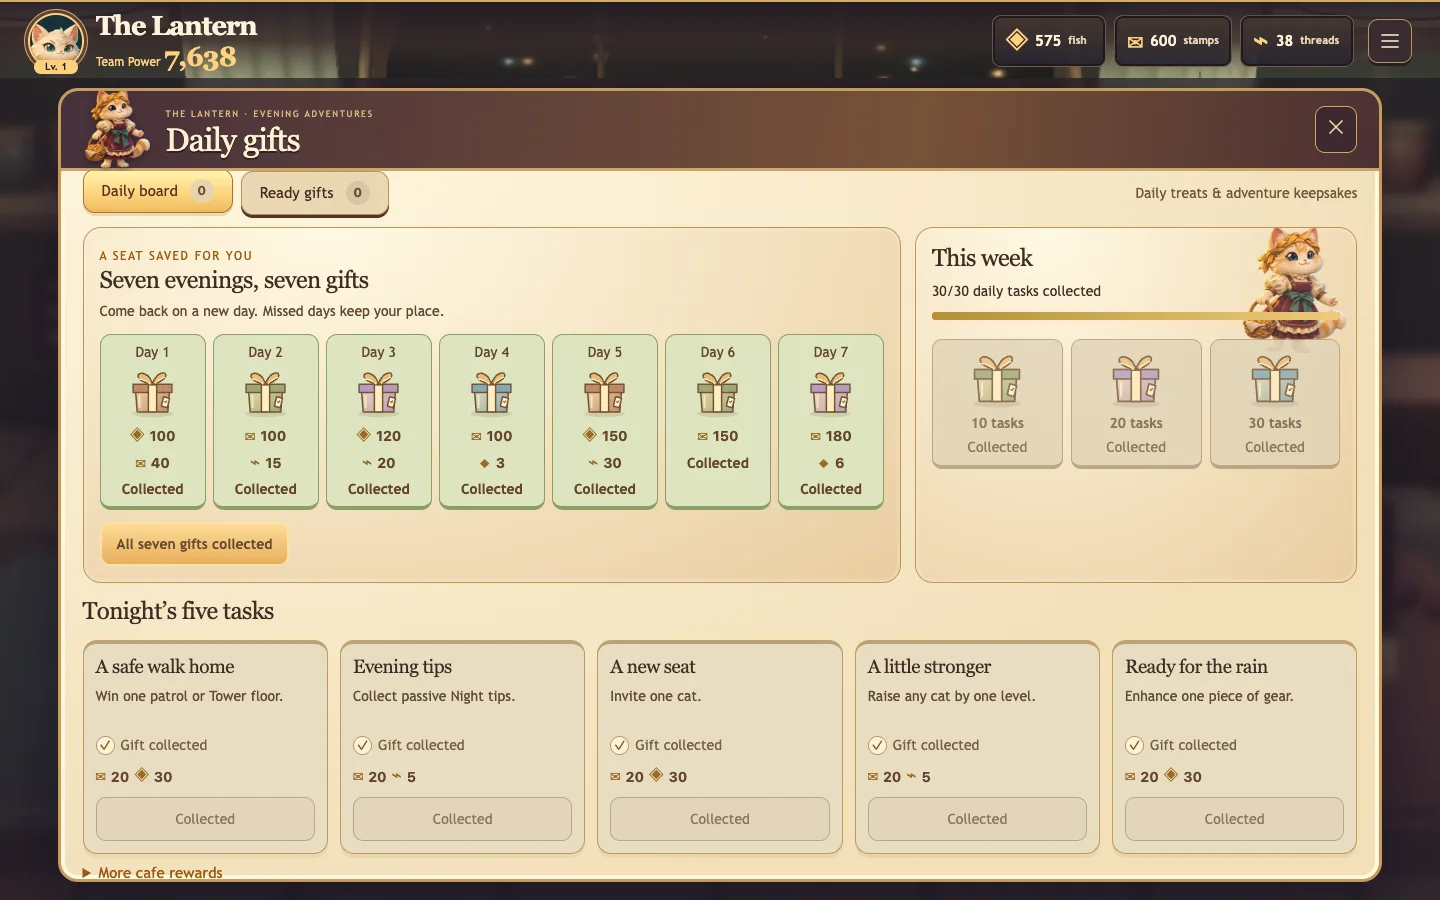 The Lantern
Team Power 7,638
Lv. 1
575 fish
600 stamps
38 threads
THE LANTERN · EVENING ADVENTURES
Daily gifts
Daily board 0
Ready gifts 0
Daily treats & adventure keepsakes
A SEAT SAVED FOR YOU
Seven evenings, seven gifts
Come back on a new day. Missed days keep your place.
Day 1
100
40
Collected
Day 2
100
15
Collected
Day 3
120
20
Collected
Day 4
100
3
Collected
Day 5
150
30
Collected
Day 6
150
Collected
Day 7
180
6
Collected
All seven gifts collected
This week
30/30 daily tasks collected
10 tasks
Collected
20 tasks
Collected
30 tasks
Collected
Tonight's five tasks
A safe walk home
Win one patrol or Tower floor.
Gift collected
20 30
Collected
Evening tips
Collect passive Night tips.
Gift collected
20 5
Collected
A new seat
Invite one cat.
Gift collected
20 30
Collected
A little stronger
Raise any cat by one level.
Gift collected
20 5
Collected
Ready for the rain
Enhance one piece of gear.
Gift collected
20 30
Collected
More cafe rewards